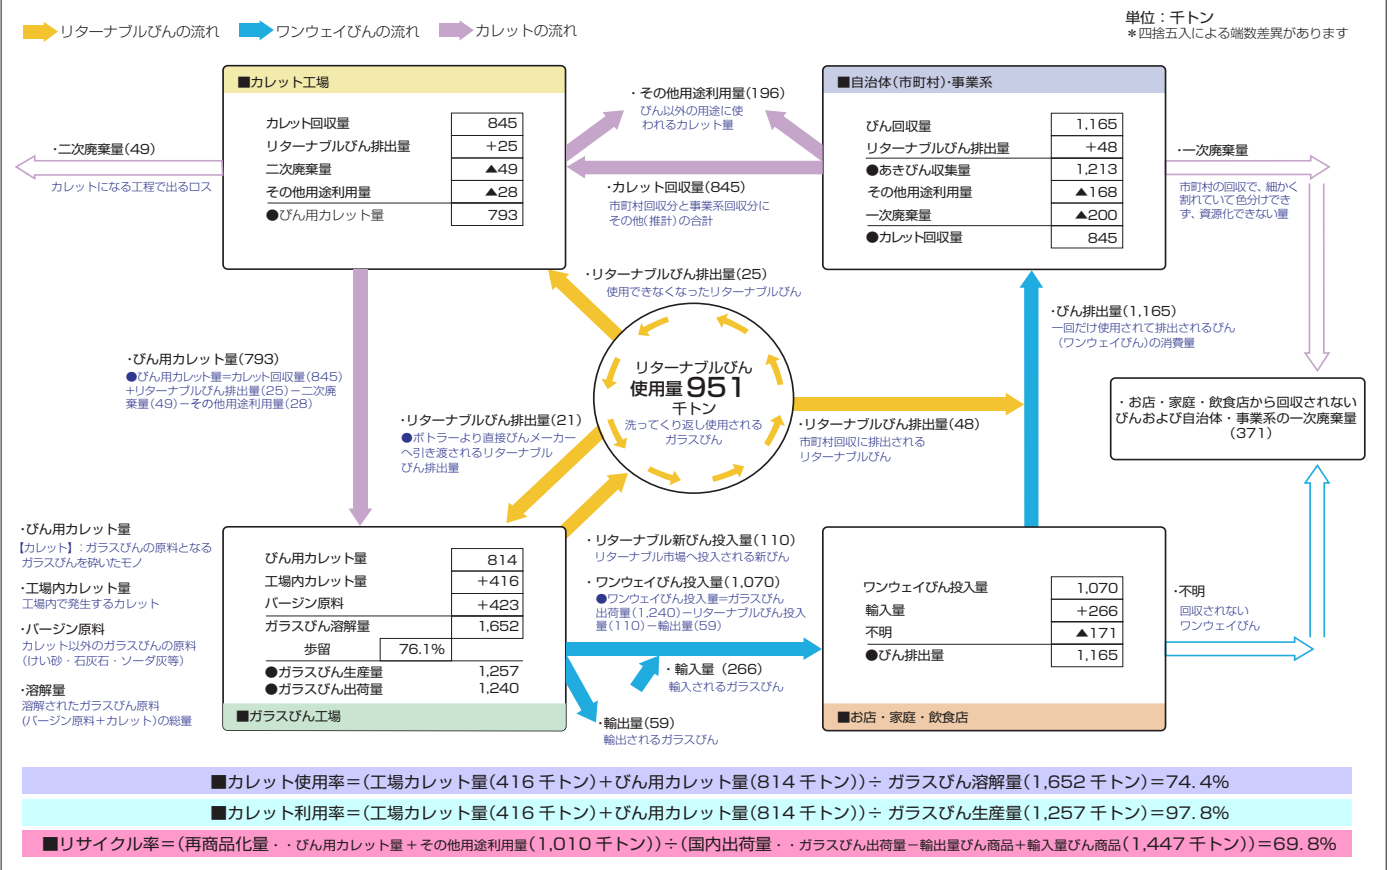 リターナブルびんの流れ ワンウェイびんの流れ カレットの流れ
単位：千トン
＊四捨五入による端数差異があります
■カレット工場
カレット回収量 845
リターナブルびん排出量 +25
二次廃棄量 ▲49
その他用途利用量 ▲28
●びん用カレット量 793
・その他用途利用量(196)
びん以外の用途に使
われるカレット量
・カレット回収量(845)
市町村回収分と事業系回収分に
その他(推計)の合計
■自治体(市町村)・事業系
びん回収量 1,165
リターナブルびん排出量 +48
●あきびん収集量 1,213
その他用途利用量 ▲168
一次廃棄量 ▲200
●カレット回収量 845
・二次廃棄量(49)
カレットになる工程で出るロス
・一次廃棄量
市町村の回収で、細かく
割れていて色分けでき
ず、資源化できない量
・リターナブルびん排出量(25)
使用できなくなったリターナブルびん
・びん排出量(1,165)
一回だけ使用されて排出されるびん
（ワンウェイびん）の消費量
・びん用カレット量(793)
●びん用カレット量=カレット回収量(845)
+リターナブルびん排出量(25)－二次廃
棄量(49)－その他用途利用量(28)
リターナブルびん
使用量951
千トン
洗ってくり返し使用される
ガラスびん
・リターナブルびん排出量(21)
●ボトラーより直接びんメーカー
へ引き渡されるリターナブル
びん排出量
・リターナブルびん排出量(48)
市町村回収に排出される
リターナブルびん
・お店・家庭・飲食店から回収されない
びんおよび自治体・事業系の一次廃棄量
（371）
・びん用カレット量
【カレット】：ガラスびんの原料となる
ガラスびんを砕いたモノ
・工場内カレット量
工場内で発生するカレット
・バージン原料
カレット以外のガラスびんの原料
（けい砂・石灰石・ソーダ灰等）
・溶解量
溶解されたガラスびん原料
(バージン原料＋カレット)の総量
びん用カレット量 814
工場内カレット量 +416
バージン原料 +423
ガラスびん溶解量 1,652
歩留 76.1%
●ガラスびん生産量 1,257
●ガラスびん出荷量 1,240
■ガラスびん工場
・リターナブル新びん投入量(110)
リターナブル市場へ投入される新びん
・ワンウェイびん投入量(1,070)
●ワンウェイびん投入量=ガラスびん
出荷量(1,240)－リターナブルびん投入
量(110)－輸出量(59)
・輸入量（266)
輸入されるガラスびん
・輸出量(59)
輸出されるガラスびん
ワンウェイびん投入量 1,070
輸入量 +266
不明 ▲171
●びん排出量 1,165
■お店・家庭・飲食店
・不明
回収されない
ワンウェイびん
■カレット使用率＝(工場カレット量(416千トン)＋びん用カレット量(814千トン))÷ ガラスびん溶解量(1,652千トン)＝74.4%
■カレット利用率＝(工場カレット量(416千トン)＋びん用カレット量(814千トン))÷ ガラスびん生産量(1,257千トン)＝97.8%
■リサイクル率＝(再商品化量・・びん用カレット量＋その他用途利用量(1,010千トン))÷(国内出荷量・・ガラスびん出荷量－輸出量びん商品＋輸入量びん商品(1,447千トン))＝69.8%